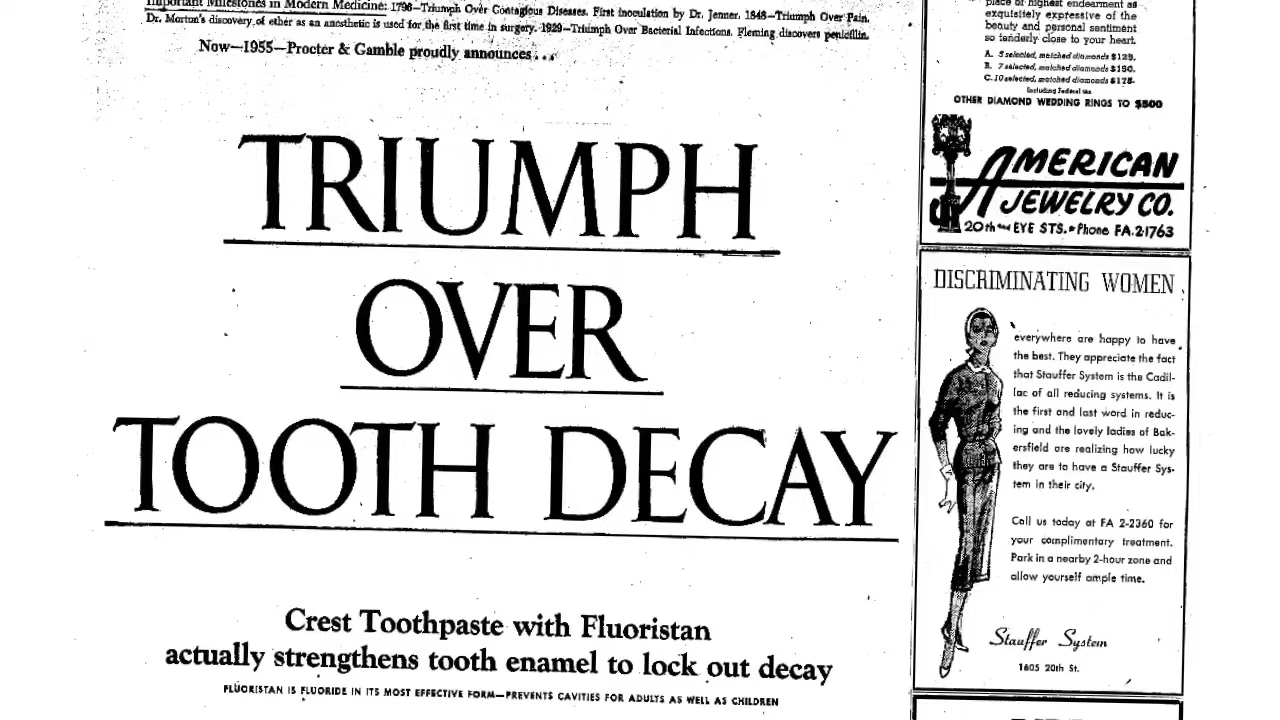 Important Milestones in Modern Medicine: 1796—Triumph Over Contagious Diseases. First inoculation by Dr. Jenner. 1848—Triumph Over Pain.
Dr. Morton's discovery of ether as an anesthetic is used for the first time in surgery. 1929—Triumph Over Bacterial Infections. Fleming discovers penicillin.
Now—1955—Procter & Gamble proudly announces...
TRIUMPH
OVER
TOOTH DECAY
Crest Toothpaste with Fluoristan
actually strengthens tooth enamel to lock out decay
FLUORISTAN IS FLUORIDE IN ITS MOST EFFECTIVE FORM—PREVENTS CAVITIES FOR ADULTS AS WELL AS CHILDREN
place of highest endearment as
exquisitely expressive of the
beauty and personal sentiment
so tenderly close to your heart.
A. 5 selected, matched diamonds $125.
B. 7 selected, matched diamonds $150.
C. 10 selected, matched diamonds $175.
Including Federal tax
OTHER DIAMOND WEDDING RINGS TO $500
AMERICAN
JEWELRY CO.
20th and EYE STS. • Phone FA.2-1763
DISCRIMINATING WOMEN
everywhere are happy to have
the best. They appreciate the fact
that Stauffer System is the Cadil-
lac of all reducing systems. It is
the first and last word in reduc-
ing and the lovely ladies of Bak-
ersfield are realizing how lucky
they are to have a Stauffer Sys-
tem in their city.
Call us today at FA 2-2360 for
your complimentary treatment.
Park in a nearby 2-hour zone and
allow yourself ample time.
Stauffer System
1605 20th St.